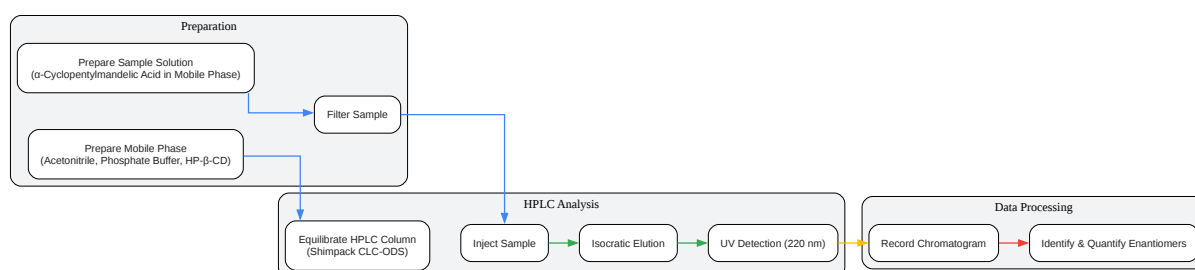 Preparation
Prepare Sample Solution
(α-Cyclopentylmandelic Acid in Mobile Phase)
Filter Sample
Prepare Mobile Phase
(Acetonitrile, Phosphate Buffer, HP-β-CD)
HPLC Analysis
Equilibrate HPLC Column
(Shimpack CLC-ODS)
Inject Sample
Isocratic Elution
UV Detection (220 nm)
Data Processing
Record Chromatogram
Identify & Quantify Enantiomers